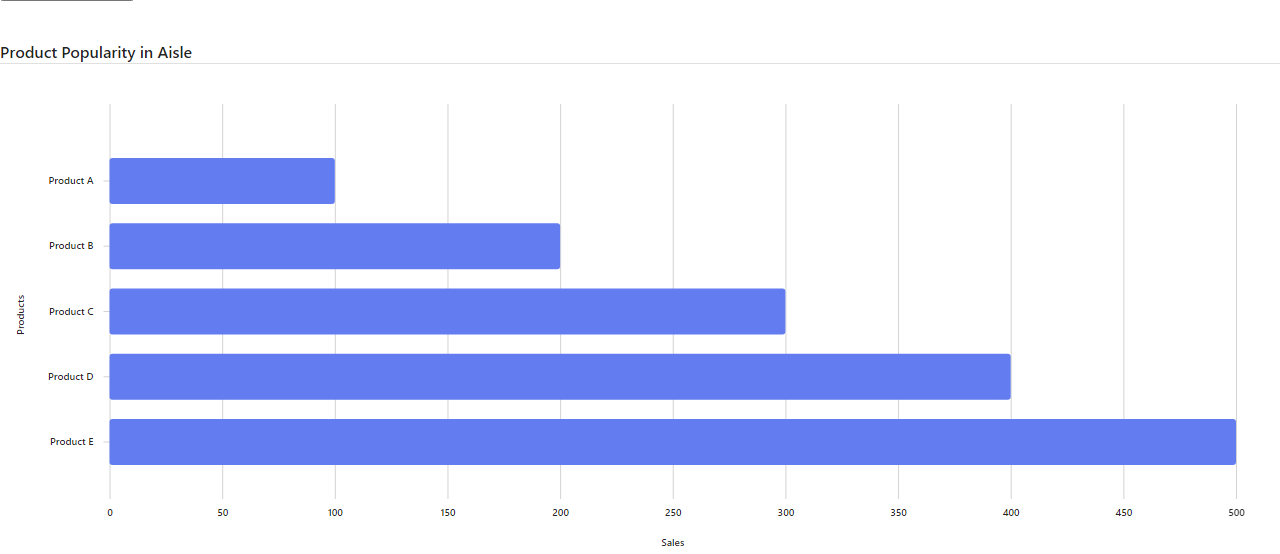 Product Popularity in Aisle
Product A
Product B
Product C
Product D
Product E
Products
0 50 100 150 200 250 300 350 400 450 500
Sales